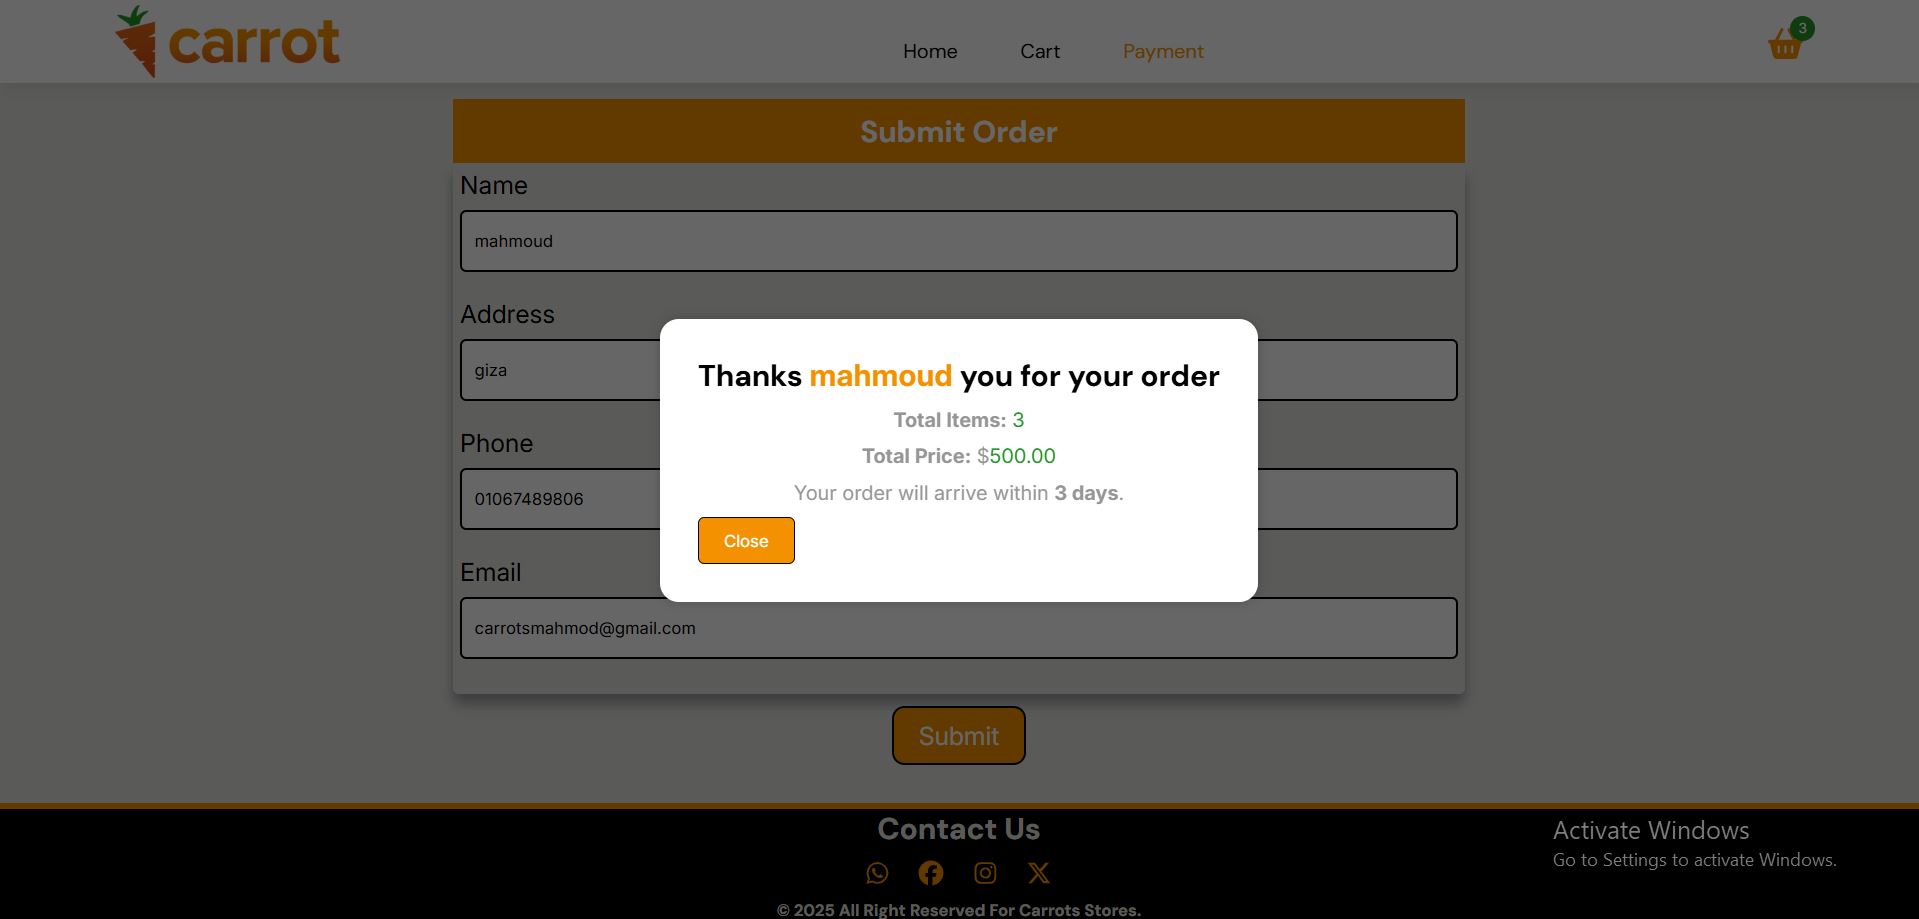 carrot
Home Cart Payment
3
Submit Order
Name
mahmoud
Address
giza
Thanks mahmoud you for your order
Total Items: 3
Phone
Total Price: $500.00
Your order will arrive within 3 days.
01067489806
Close
Email
carrotsmahmod@gmail.com
Submit
Contact Us
Activate Windows
Go to Settings to activate Windows.
© 2025 All Right Reserved For Carrots Stores.